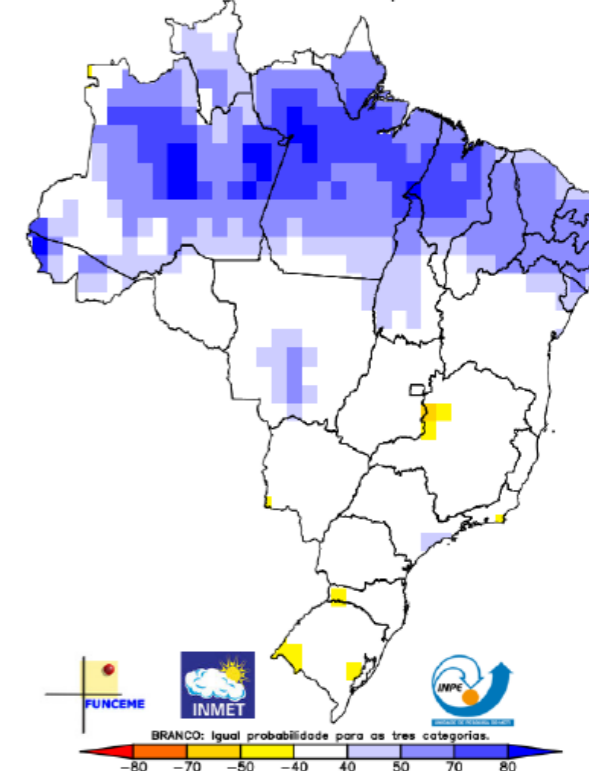 FUNCEME
INMET
INPE
BRANCO: Igual probabilidade para as tres categorias.
-80 -70 -50 -40 40 50 70 80